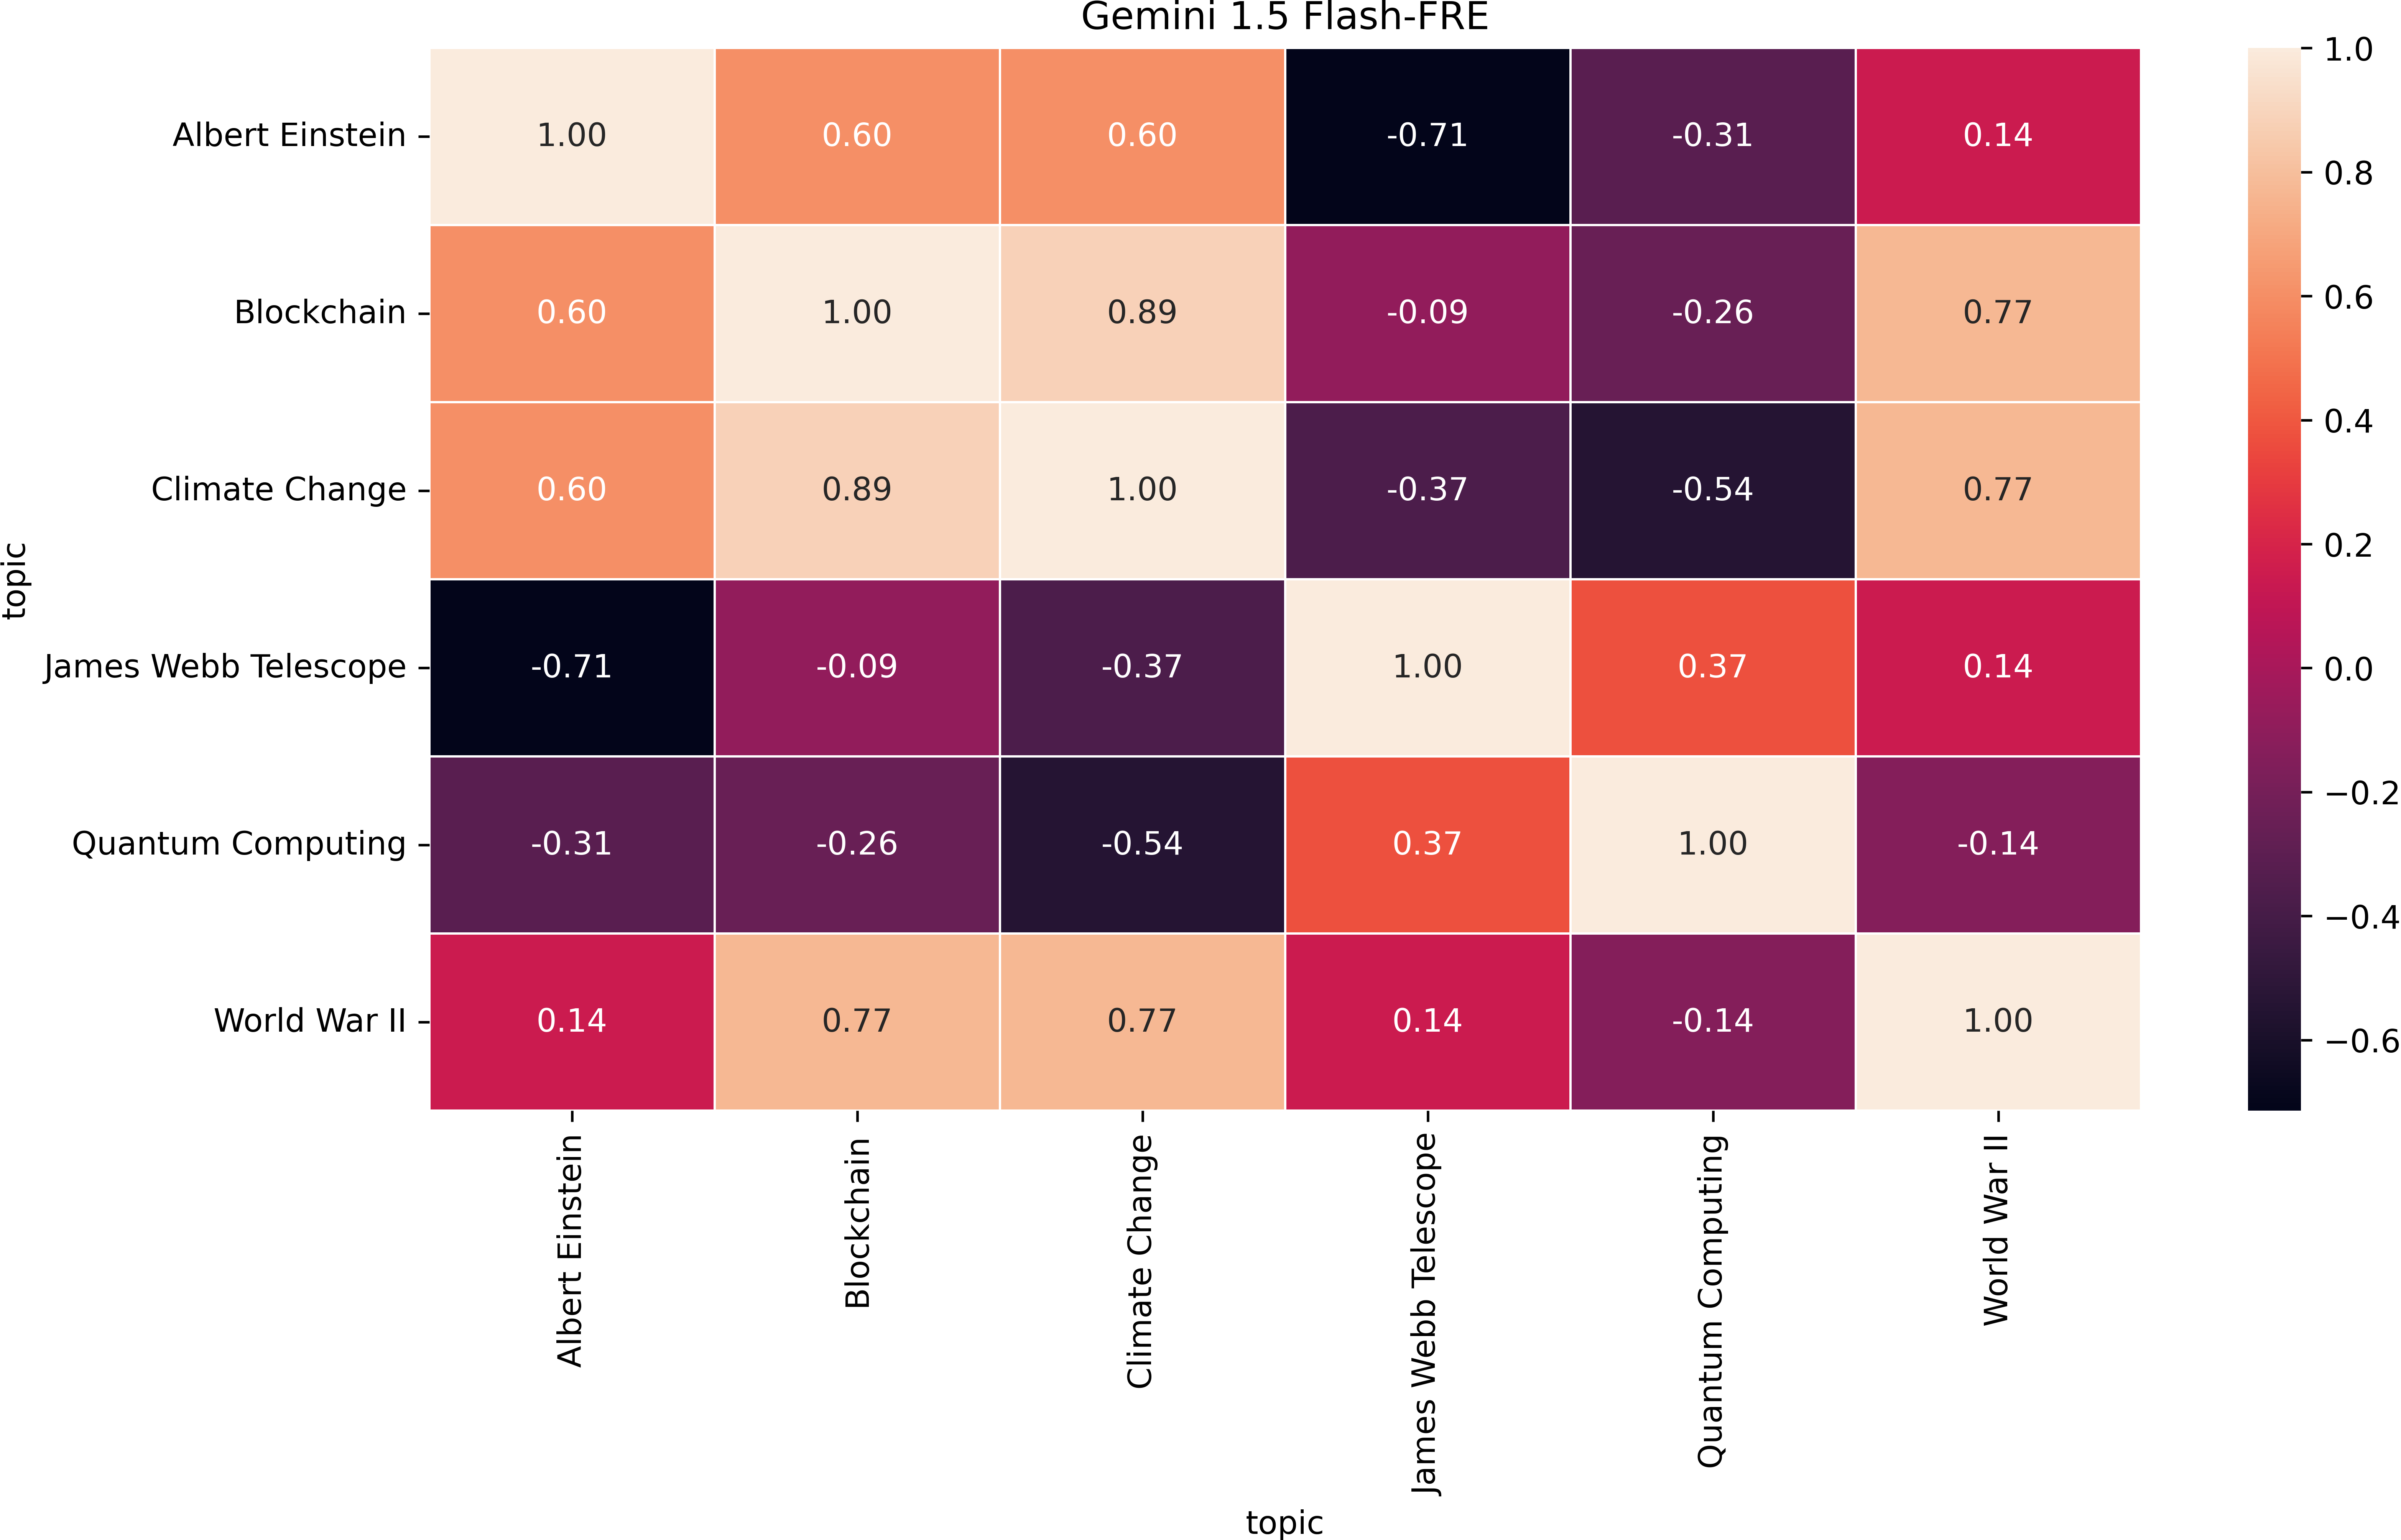 Gemini 1.5 Flash-FRE
Albert Einstein 1.00 0.60 0.60 -0.71 -0.31 0.14
Blockchain 0.60 1.00 0.89 -0.09 -0.26 0.77
Climate Change 0.60 0.89 1.00 -0.37 -0.54 0.77
James Webb Telescope -0.71 -0.09 -0.37 1.00 0.37 0.14
Quantum Computing -0.31 -0.26 -0.54 0.37 1.00 -0.14
World War II 0.14 0.77 0.77 0.14 -0.14 1.00
topic
Albert Einstein
Blockchain
Climate Change
James Webb Telescope
Quantum Computing
World War II
topic
1.0
0.8
0.6
0.4
0.2
0.0
−0.2
−0.4
−0.6